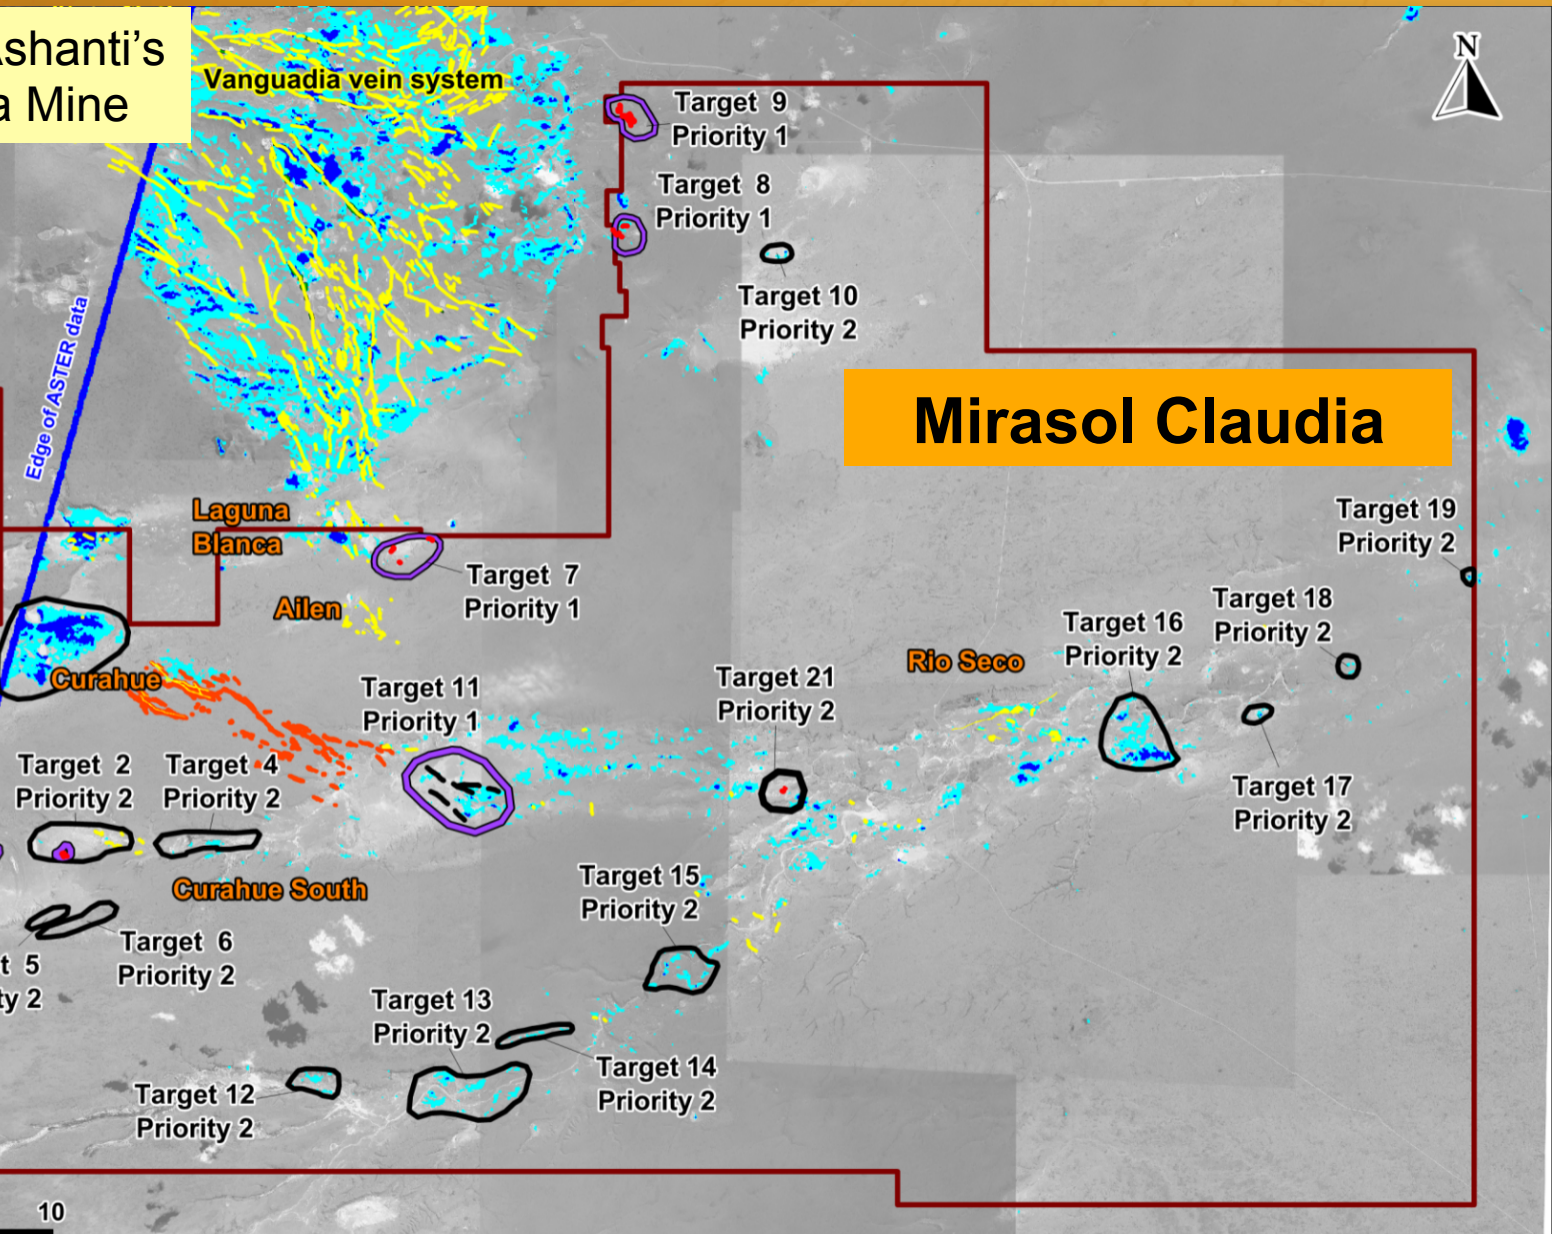 Ashanti's
a Mine
Vanguadia vein system
N
Target 9
Priority 1
Target 8
Priority 1
Target 10
Priority 2
Edge of ASTER data
Mirasol Claudia
Laguna
Blanca
Target 7
Priority 1
Ailen
Target 19
Priority 2
Target 18
Priority 2
Target 16
Priority 2
Rio Seco
Curahue
Target 11
Priority 1
Target 21
Priority 2
Target 2
Priority 2
Target 4
Priority 2
Target 17
Priority 2
Curahue South
Target 15
Priority 2
Target 6
Priority 2
t 5
ty 2
Target 13
Priority 2
Target 14
Priority 2
Target 12
Priority 2
10